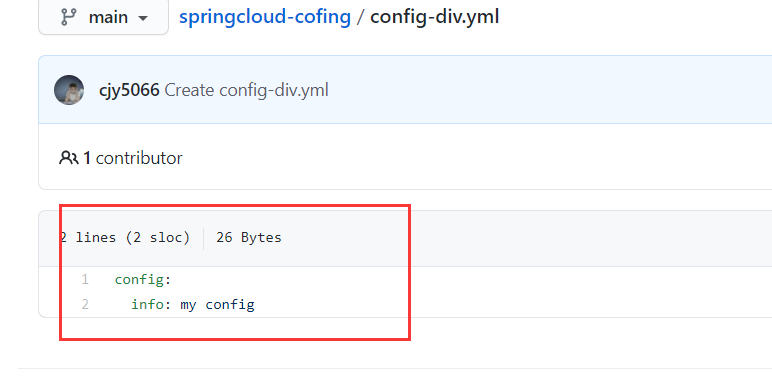 main springcloud-cofing / config-div.yml
cjy5066 Create config-div.yml
1 contributor
2 lines (2 sloc) 26 Bytes
1 config:
2 info: my config